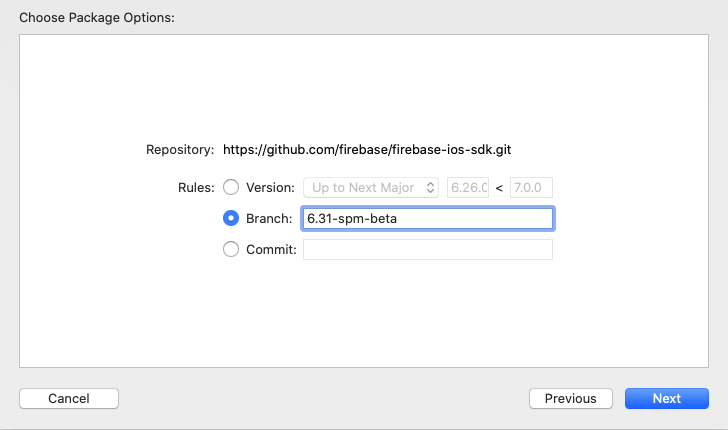 Choose Package Options:
Repository: https://github.com/firebase/firebase-ios-sdk.git
Rules: Version: Up to Next Major 6.26.0 < 7.0.0
Branch: 6.31-spm-beta
Commit:
Cancel Previous Next